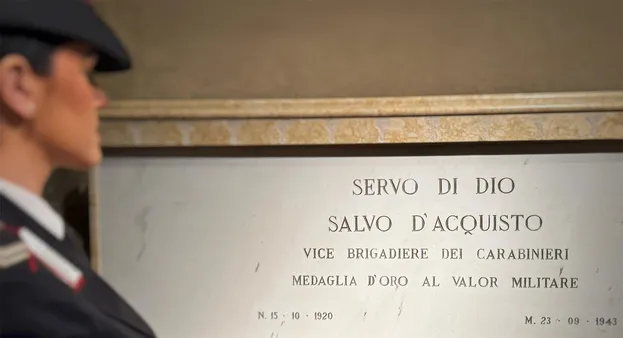 SERVO DI DIO
SALVO D'ACQUISTO
VICE BRIGADIERE DEI CARABINIERI
MEDAGLIA D'ORO AL VALOR MILITARE
N. 15 · 10 · 1920 M. 23 · 09 · 1943